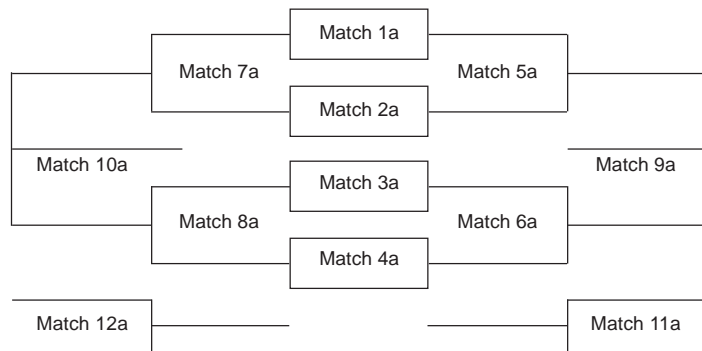 Match 1a
Match 7a
Match 5a
Match 2a
Match 10a
Match 9a
Match 3a
Match 8a
Match 6a
Match 4a
Match 12a
Match 11a